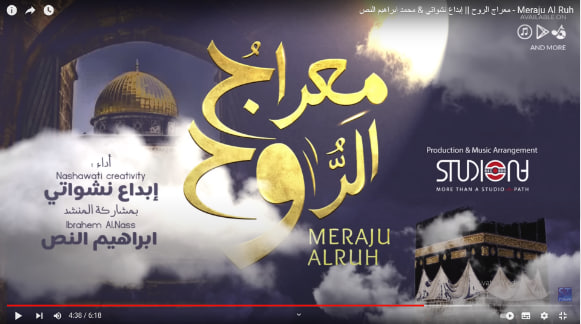 معراج الروح || إبداع نشواتي & محمد ابراهيم النص - Meraju Al Ruh
AVAILABLE ON
AND MORE
معراج
الرُّوح
MERAJU
ALRUH
أداء
Nashawati creativity
إبداع نشواتي
بمشاركة المنشد
Ibrahem Al.Nass
ابراهيم النص
Production & Music Arrangement
STUDIO
MORE THAN A STUDIO A PATH
4:38 / 6:18